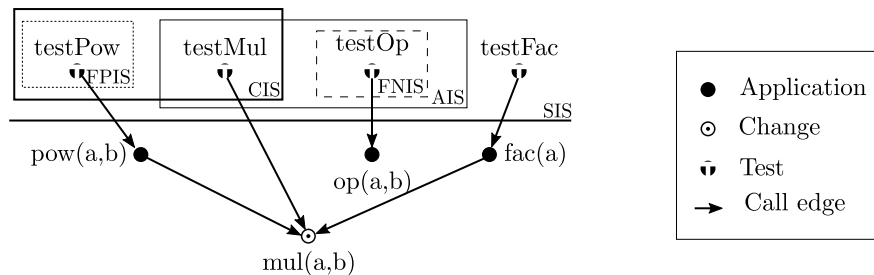 testPow
testMul
testOp
testFac
FPIS
CIS
FNIS
AIS
SIS
pow(a,b)
op(a,b)
fac(a)
mul(a,b)
Application
Change
Test
Call edge